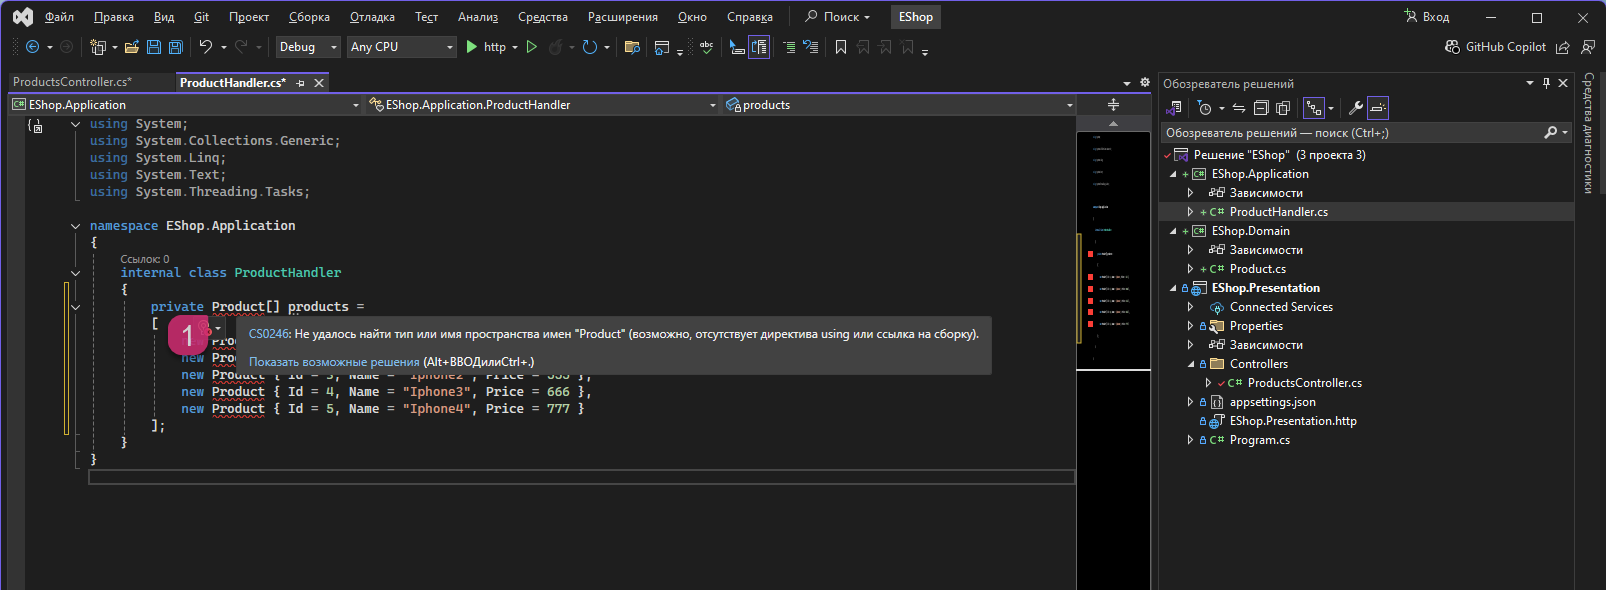 Файл Правка Вид Git Проект Сборка Отладка Тест Анализ Средства Расширения Окно Справка Поиск EShop Вход
Debug Any CPU http abc GitHub Copilot
ProductsController.cs* ProductHandler.cs*
C# EShop.Application EShop.Application.ProductHandler products
using System;
using System.Collections.Generic;
using System.Linq;
using System.Text;
using System.Threading.Tasks;
namespace EShop.Application
{
Ссылок: 0
internal class ProductHandler
{
private Product[] products =
[
1
CS0246: Не удалось найти тип или имя пространства имен "Product" (возможно, отсутствует директива using или ссылка на сборку).
Показать возможные решения (Alt+ВВОДилиCtrl+.)
new Product { Id = 3, Name = "Iphone2", Price = 555 },
new Product { Id = 4, Name = "Iphone3", Price = 666 },
new Product { Id = 5, Name = "Iphone4", Price = 777 }
];
}
}
Обозреватель решений
Обозреватель решений — поиск (Ctrl+;)
Решение "EShop" (3 проекта 3)
C# EShop.Application
Зависимости
C# ProductHandler.cs
C# EShop.Domain
Зависимости
C# Product.cs
EShop.Presentation
Connected Services
Properties
Зависимости
Controllers
C# ProductsController.cs
appsettings.json
EShop.Presentation.http
C# Program.cs
Средства диагностики